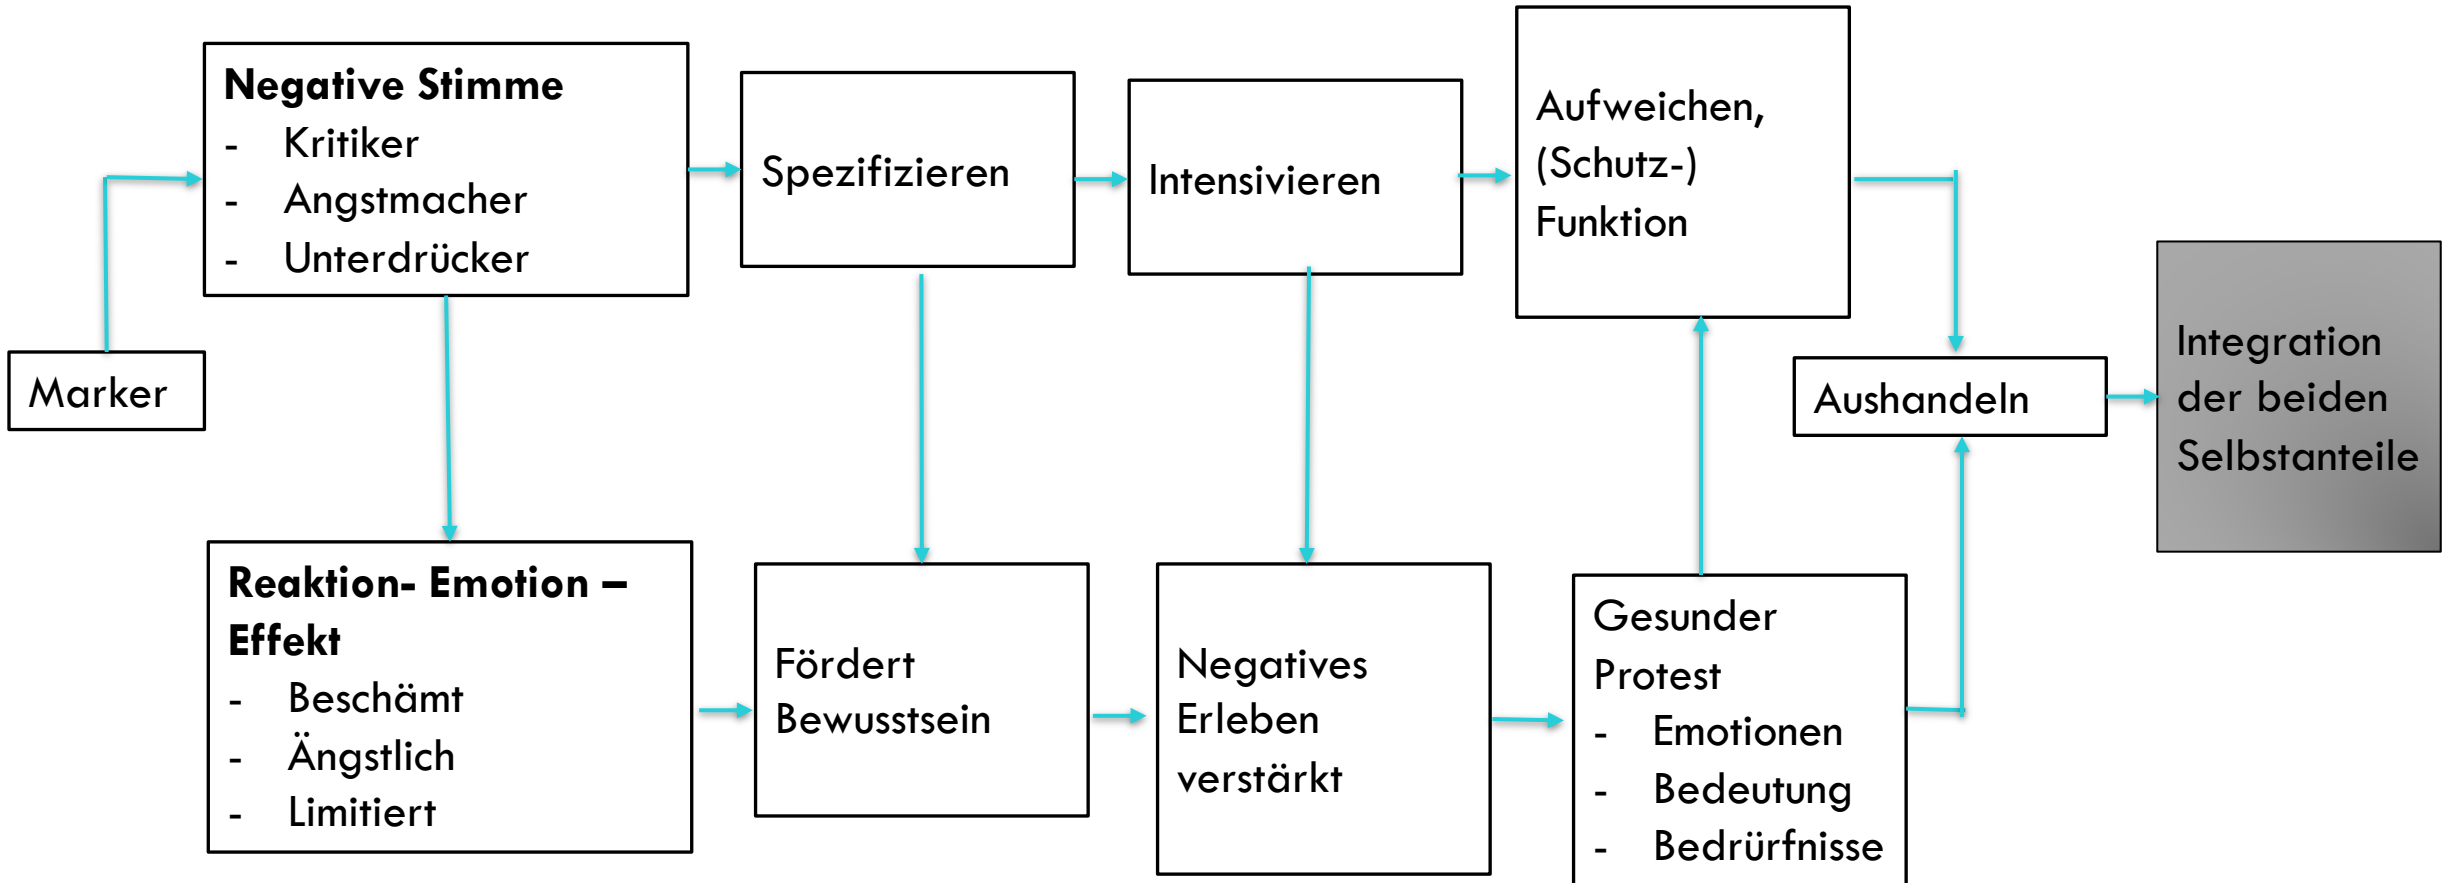 Negative Stimme
- Kritiker
- Angstmacher
- Unterdrücker
Spezifizieren
Intensivieren
Aufweichen,
(Schutz-)
Funktion
Marker
Aushandeln
Integration
der beiden
Selbstanteile
Reaktion- Emotion –
Effekt
- Beschämt
- Ängstlich
- Limitiert
Fördert
Bewusstsein
Negatives
Erleben
verstärkt
Gesunder
Protest
- Emotionen
- Bedeutung
- Bedrürfnisse